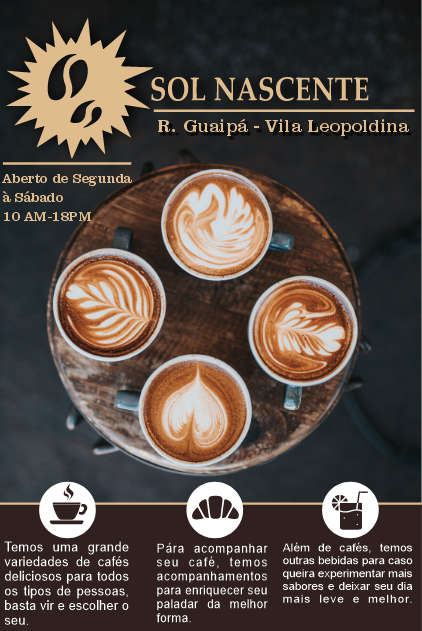 SOL NASCENTE
R. Guaipá - Vila Leopoldina
Aberto de Segunda
à Sábado
10 AM-18PM
Temos uma grande
variedades de cafés
deliciosos para todos
os tipos de pessoas,
basta vir e escolher o
seu.
Pára acompanhar
seu café, temos
acompanhamentos
para enriquecer seu
paladar da melhor
forma.
Além de cafés, temos
outras bebidas para caso
queira experimentar mais
sabores e deixar seu dia
mais leve e melhor.